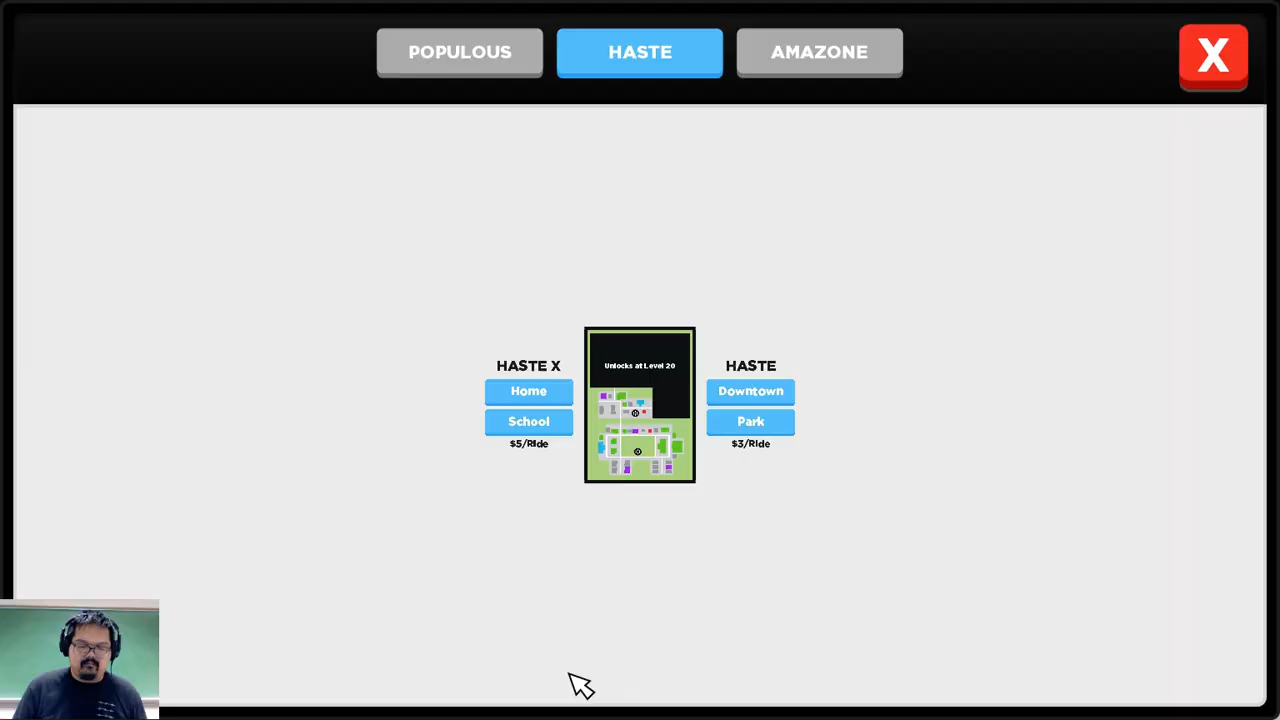 POPULOUS
HASTE
AMAZONE
X
Unlocks at Level 20
HASTE X
Home
School
$5/Ride
HASTE
Downtown
Park
$3/Ride